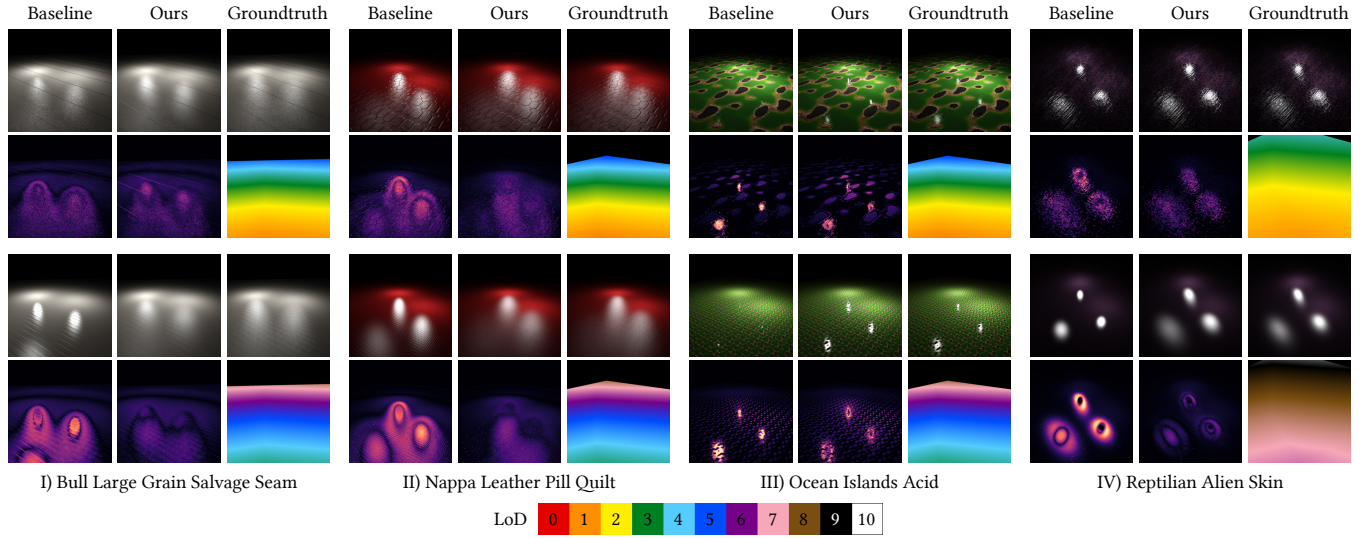 Baseline Ours Groundtruth Baseline Ours Groundtruth Baseline Ours Groundtruth Baseline Ours Groundtruth
I) Bull Large Grain Salvage Seam II) Nappa Leather Pill Quilt III) Ocean Islands Acid IV) Reptilian Alien Skin
LoD 0 1 2 3 4 5 6 7 8 9 10